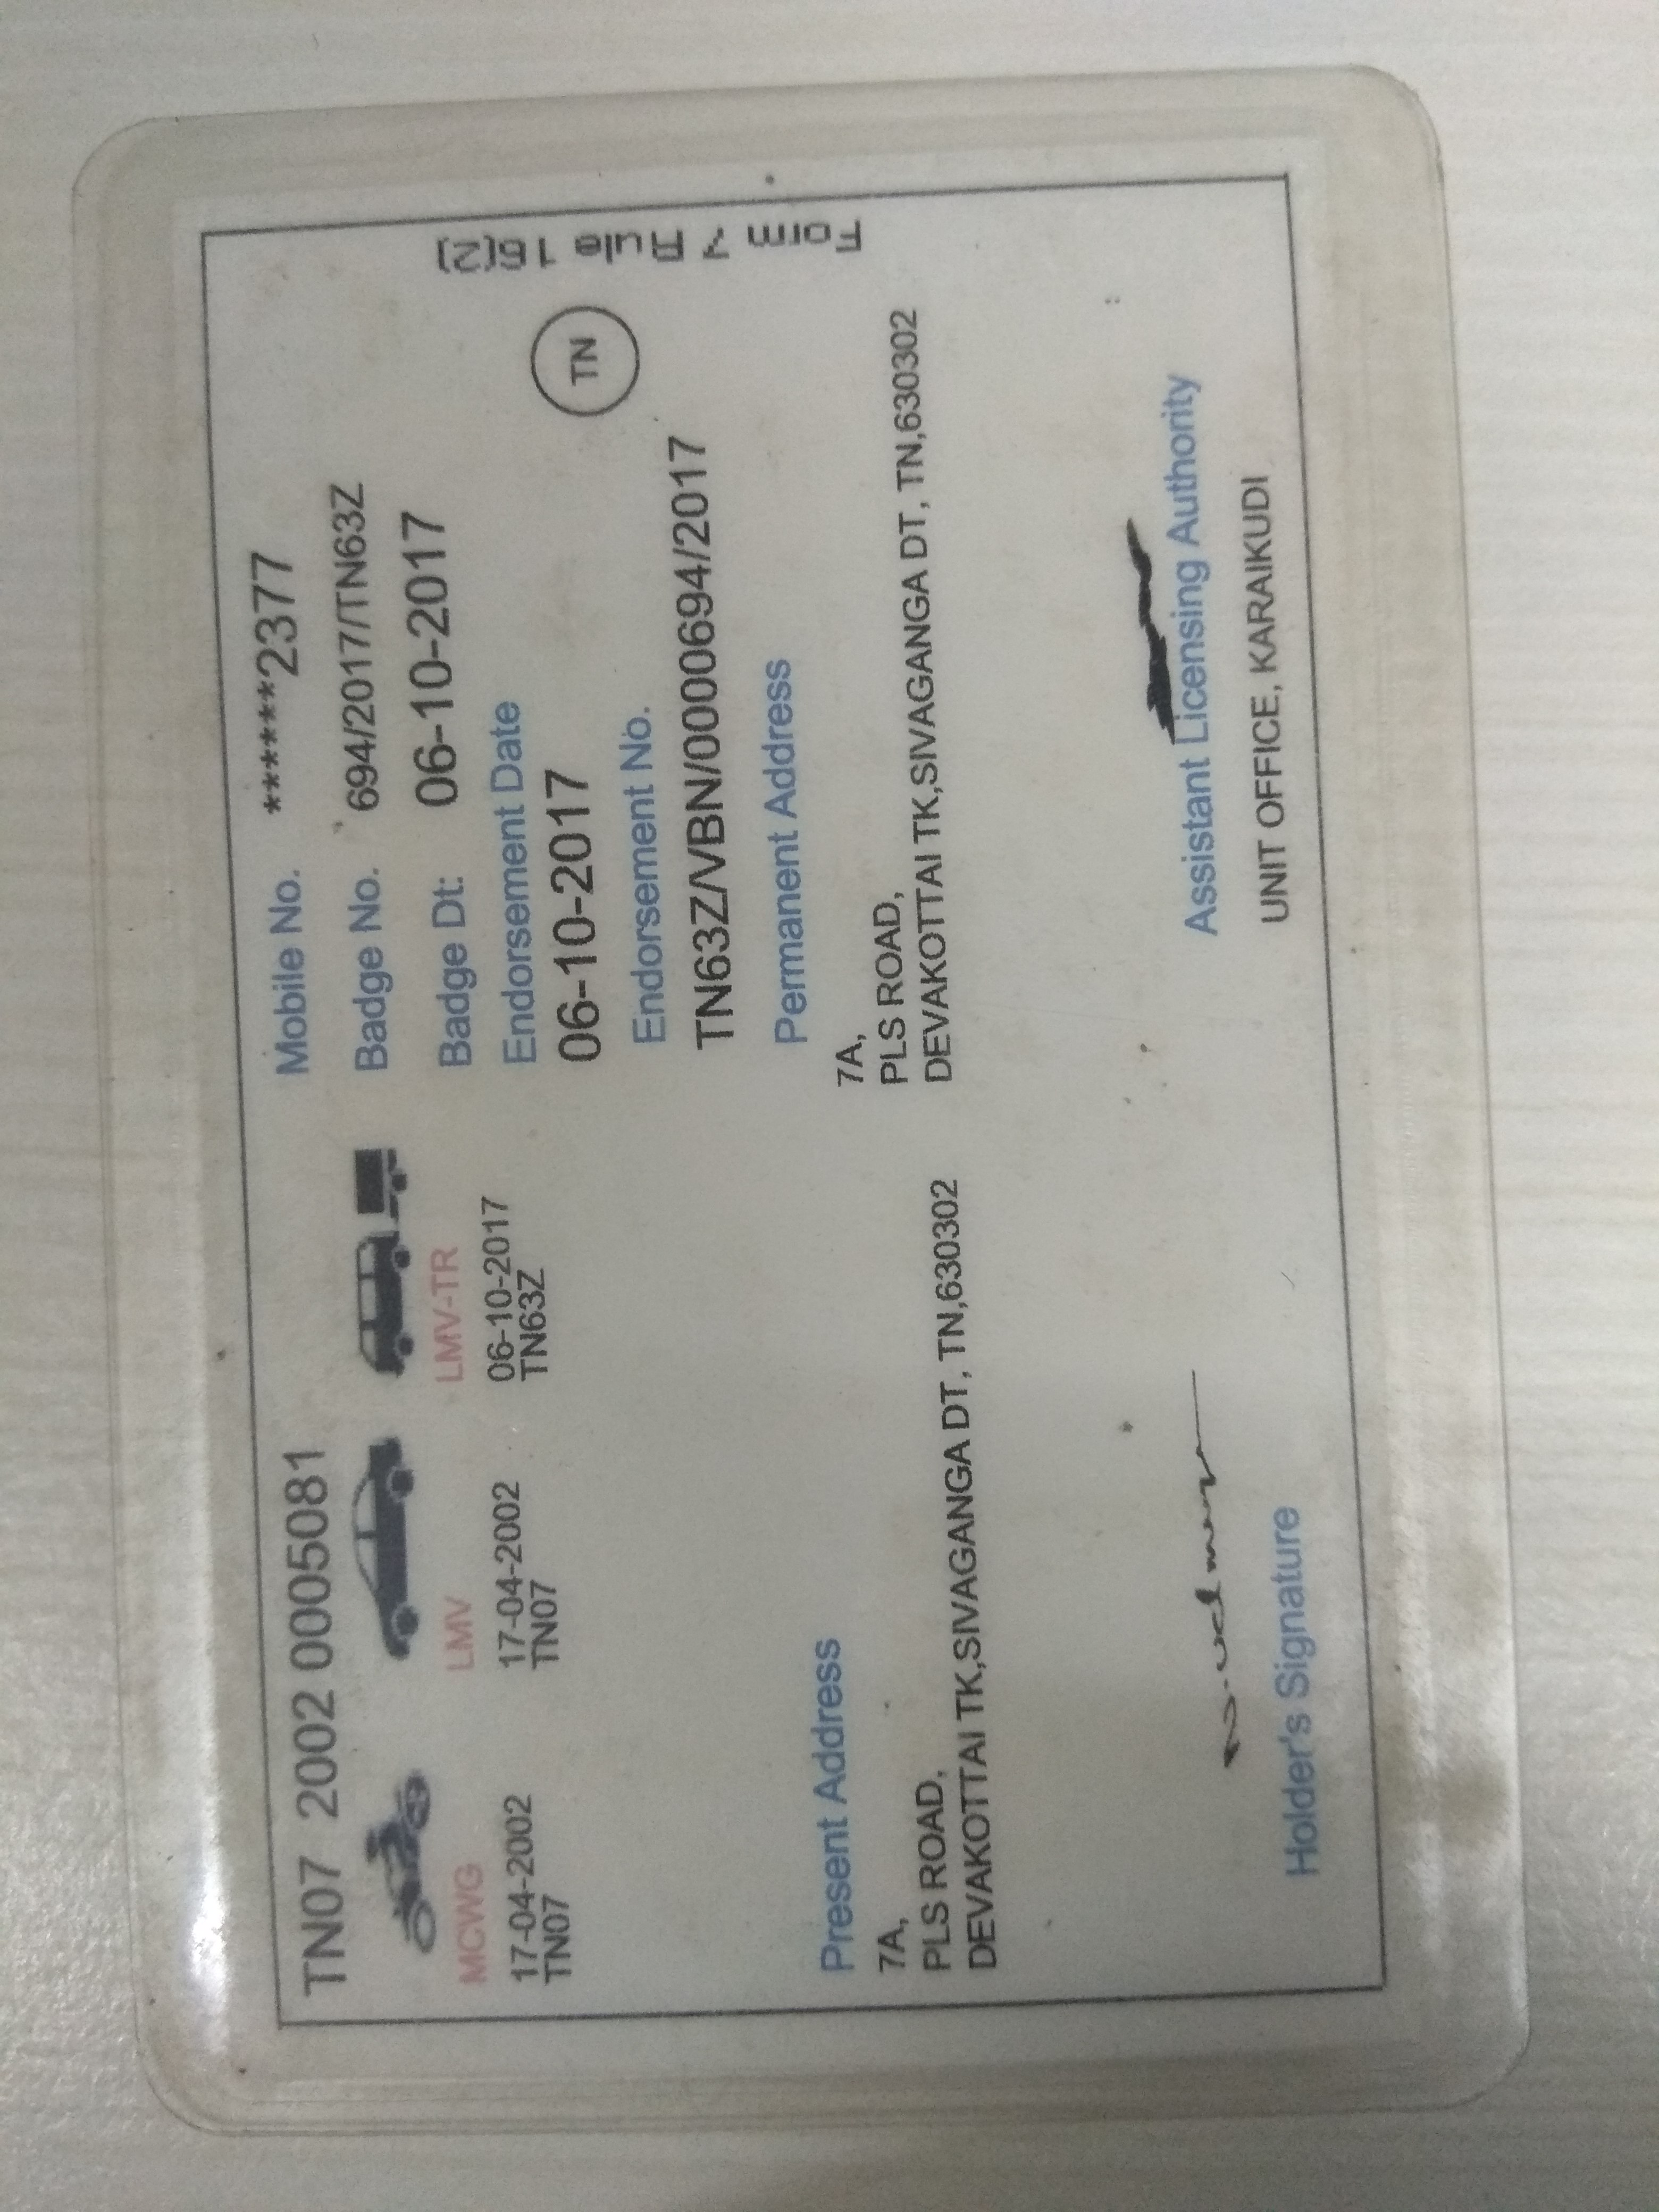 TN07 2002 0005081
MCWG
17-04-2002
TN07
LMV
17-04-2002
TN07
LMV-TR
06-10-2017
TN63Z
Mobile No. ******2377
Badge No. 694/2017/TN63Z
Badge Dt: 06-10-2017
Endorsement Date
06-10-2017
TN
Endorsement No.
TN63Z/VBN/0000694/2017
Form 7 Rule 16(2)
Present Address
7A,
PLS ROAD,
DEVAKOTTAI TK,SIVAGANGA DT, TN,630302
Permanent Address
7A,
PLS ROAD,
DEVAKOTTAI TK,SIVAGANGA DT, TN,630302
Holder's Signature
Assistant Licensing Authority
UNIT OFFICE, KARAIKUDI